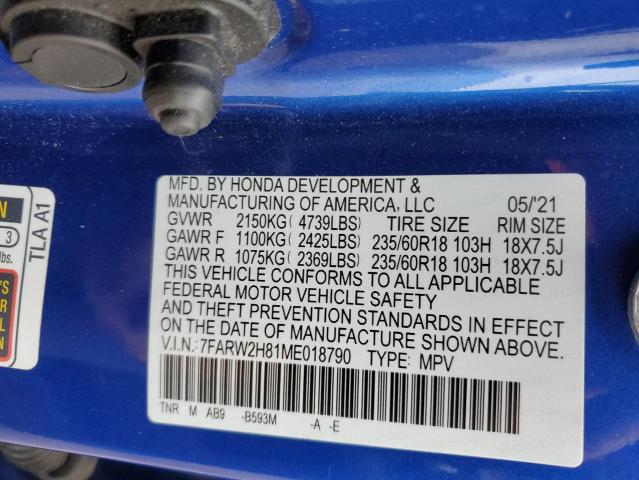 MFD. BY HONDA DEVELOPMENT &
MANUFACTURING OF AMERICA, LLC 05/'21
GVWR 2150KG( 4739LBS) TIRE SIZE RIM SIZE
GAWR F 1100KG( 2425LBS) 235/60R18 103H 18X7.5J
GAWR R 1075KG( 2369LBS) 235/60R18 103H 18X7.5J
THIS VEHICLE CONFORMS TO ALL APPLICABLE
FEDERAL MOTOR VEHICLE SAFETY
AND THEFT PREVENTION STANDARDS IN EFFECT
ON THE DATE OF MANUFACTURE SHOWN ABOVE.
V.I.N.:7FARW2H81ME018790 TYPE: MPV
TNR M AB9 -B593M -A -E
TLA A1
3
lbs.